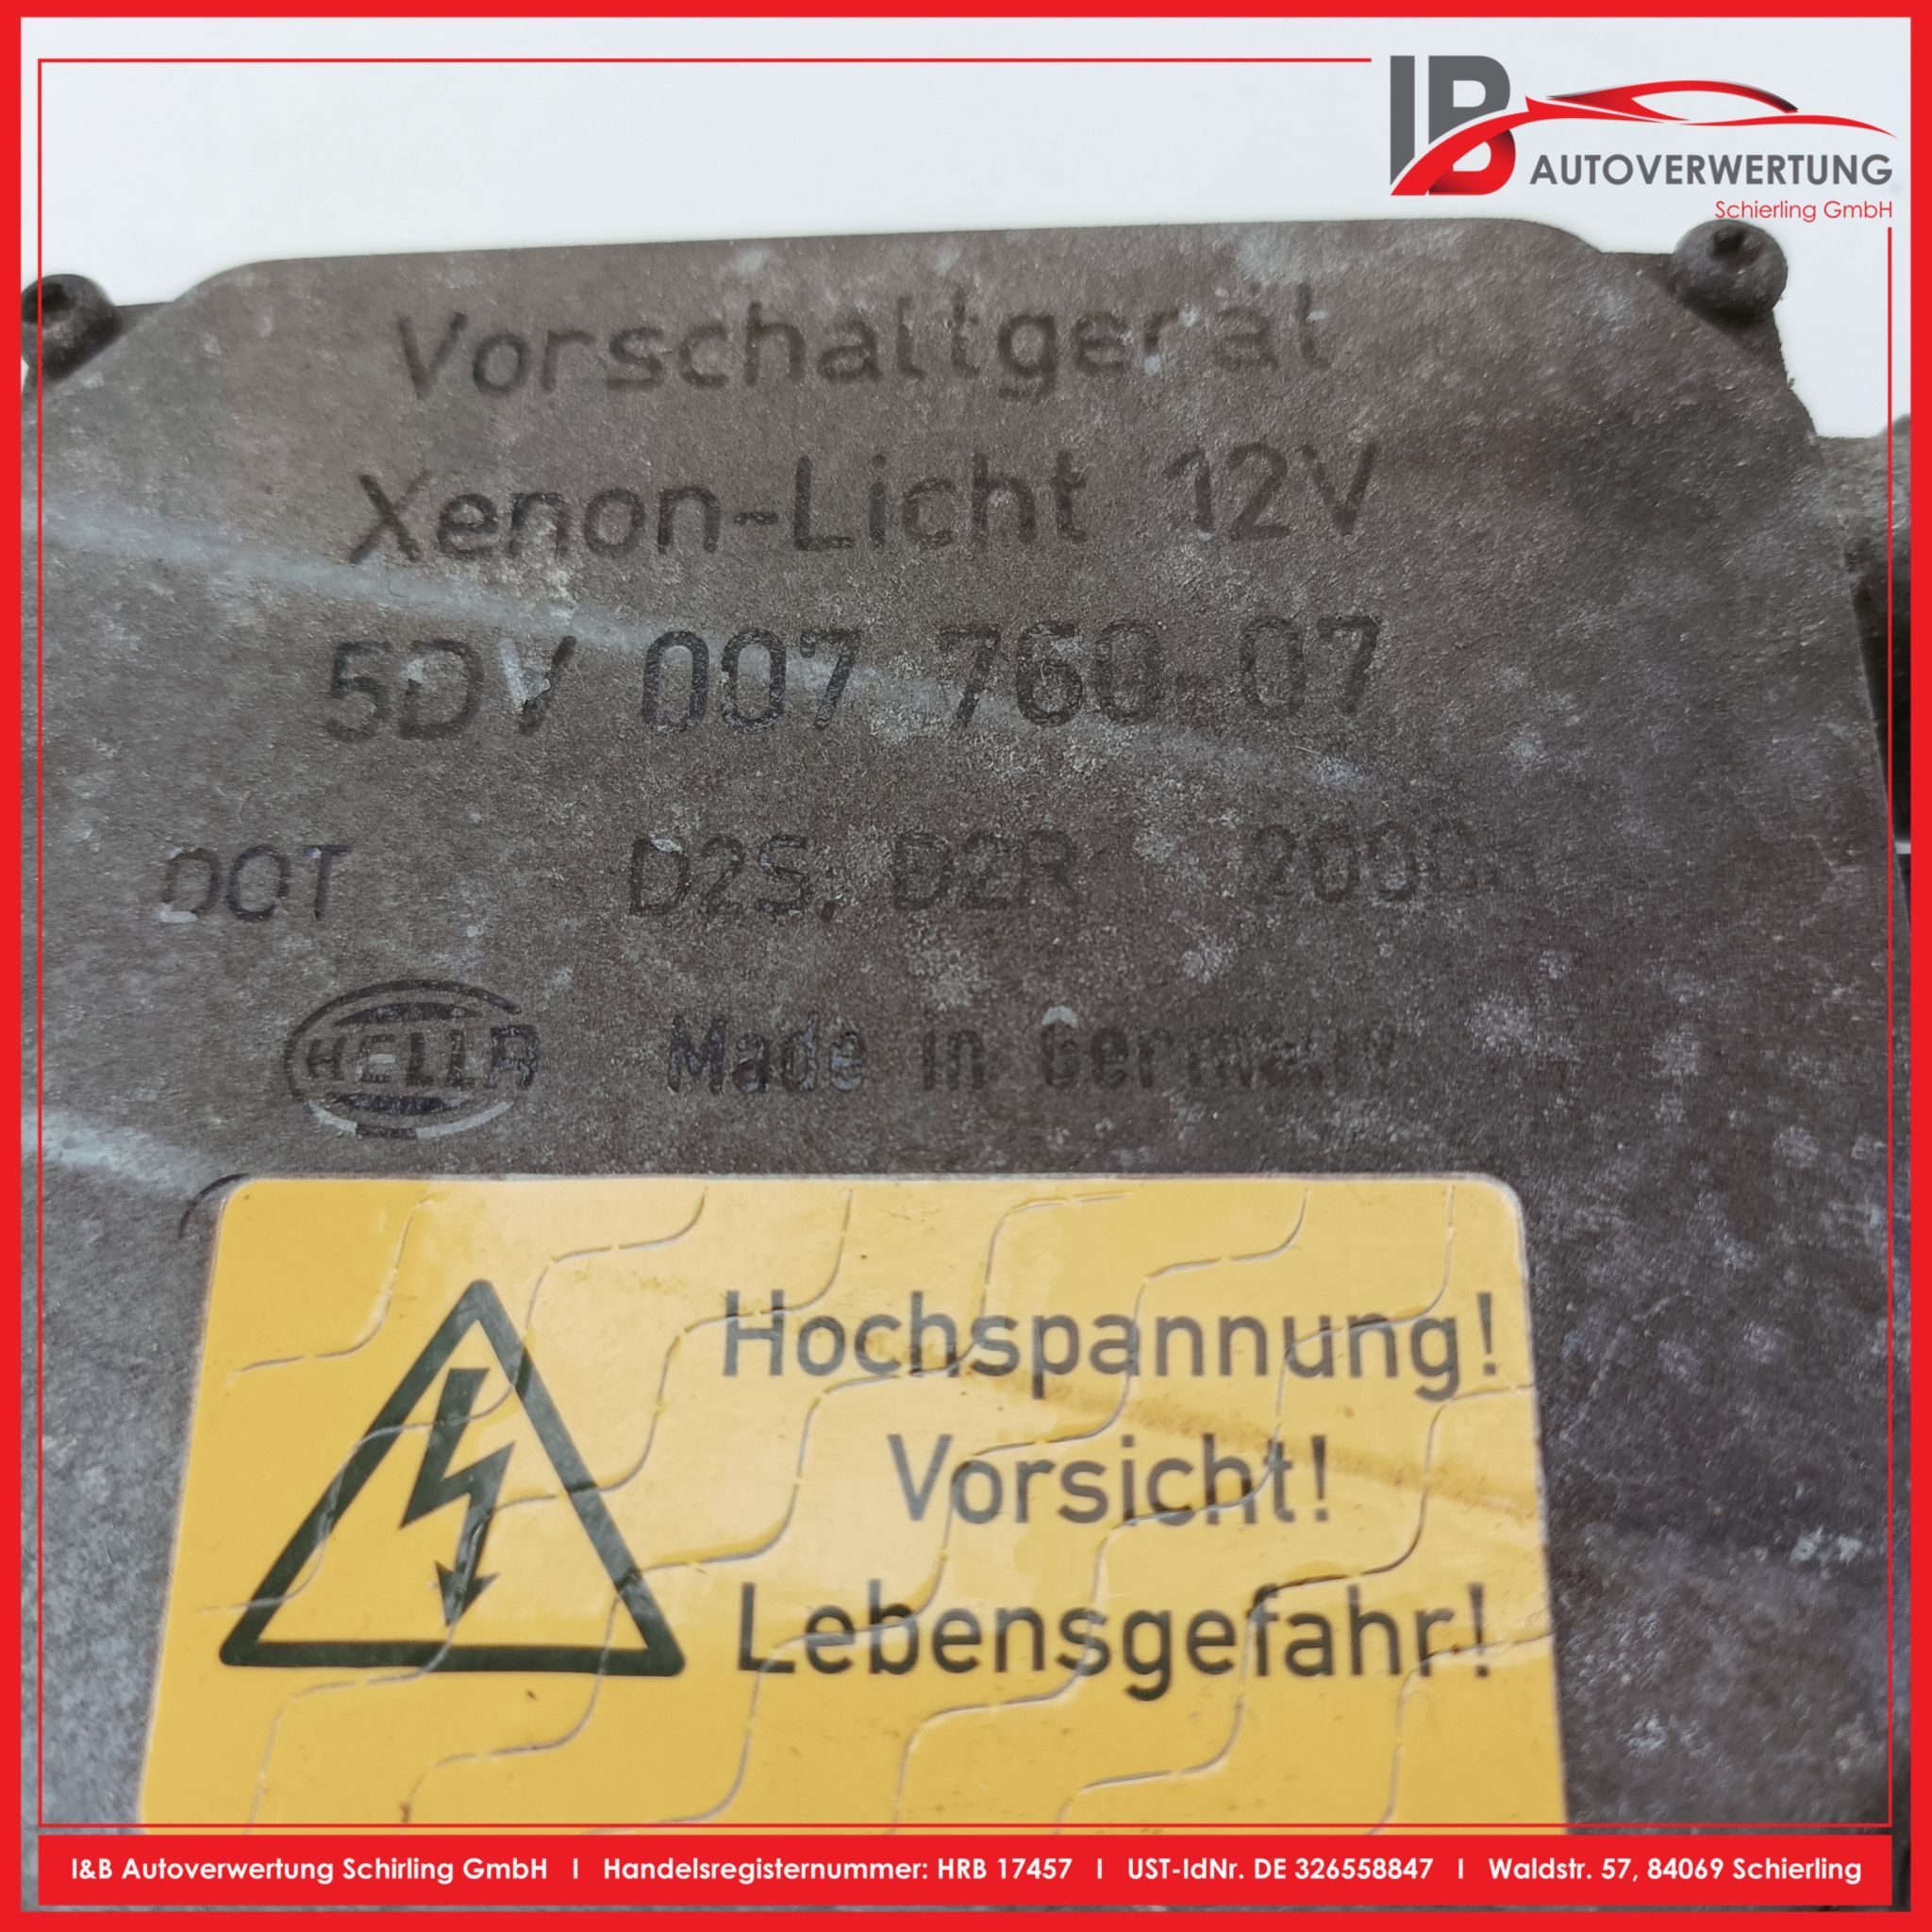 IB
AUTOVERWERTUNG
Schierling GmbH
Vorschaltgerät
Xenon-Licht 12V
5DV 007 760-07
DOT D2S, D2R 2000
HELLA Made in Germany
Hochspannung!
Vorsicht!
Lebensgefahr!
I&B Autoverwertung Schirling GmbH I Handelsregisternummer: HRB 17457 I UST-IdNr. DE 326558847 I Waldstr. 57, 84069 Schierling